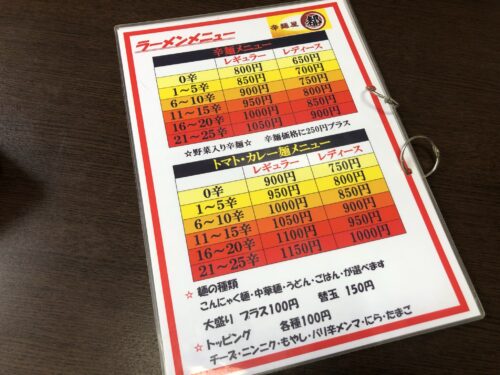 ラーメンメニュー
辛麺屋
辛麺メニュー
レギュラー レディース
0辛 800円 650円
1～5辛 850円 700円
6～10辛 900円 750円
11～15辛 950円 800円
16～20辛 1000円 850円
21～25辛 1050円 900円
☆野菜入り辛麺☆ 辛麺価格に250円プラス
トマト・カレー麺メニュー
レギュラー レディース
0辛 900円 750円
1～5辛 950円 800円
6～10辛 1000円 850円
11～15辛 1050円 900円
16～20辛 1100円 950円
21～25辛 1150円 1000円
☆ 麺の種類
こんにゃく麺・中華麺・うどん・ごはん・が選べます
大盛り プラス100円 替玉 150円
☆トッピング 各種100円
チーズ・ニンニク・もやし・バリ辛メンマ・にら・たまご